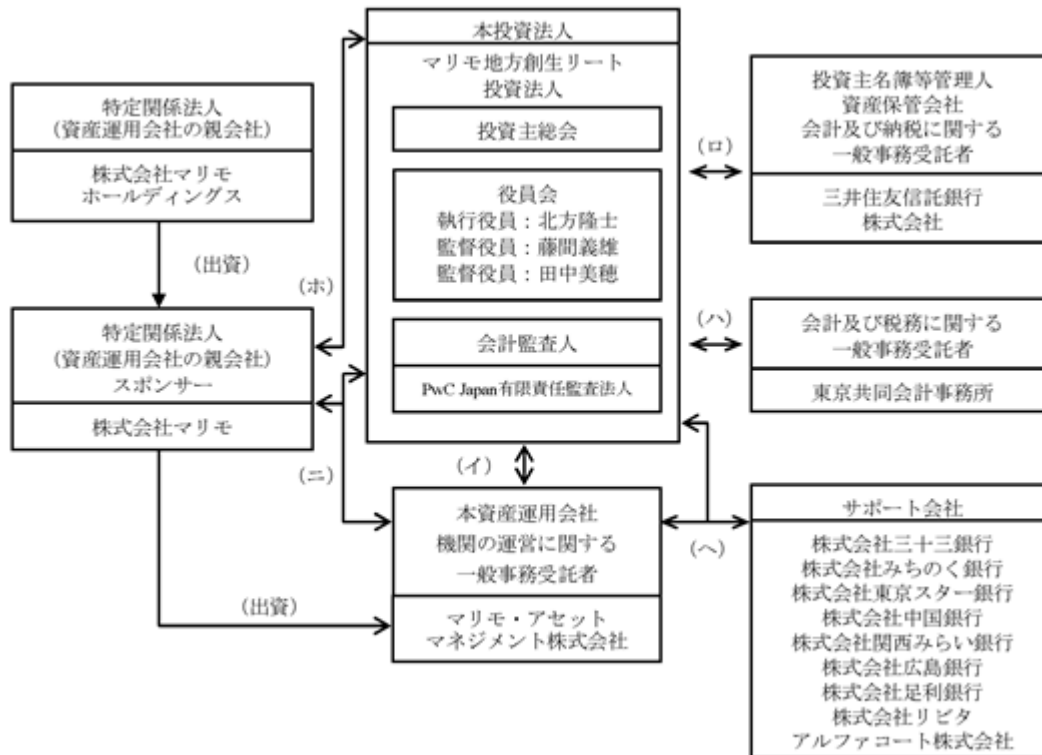 本投資法人
マリモ地方創生リート
投資法人
投資主総会
役員会
執行役員：北方隆士
監督役員：藤間義雄
監督役員：田中美穂
会計監査人
PwC Japan有限責任監査法人
特定関係法人
(資産運用会社の親会社)
株式会社マリモ
ホールディングス
(出資)
(ホ)
特定関係法人
(資産運用会社の親会社)
スポンサー
株式会社マリモ
(ニ)
(出資)
(イ)
本資産運用会社
機関の運営に関する
一般事務受託者
マリモ・アセット
マネジメント株式会社
(ロ)
投資主名簿等管理人
資産保管会社
会計及び納税に関する
一般事務受託者
三井住友信託銀行
株式会社
(ハ)
会計及び税務に関する
一般事務受託者
東京共同会計事務所
(ヘ)
サポート会社
株式会社三十三銀行
株式会社みちのく銀行
株式会社東京スター銀行
株式会社中国銀行
株式会社関西みらい銀行
株式会社広島銀行
株式会社足利銀行
株式会社リビタ
アルファコート株式会社